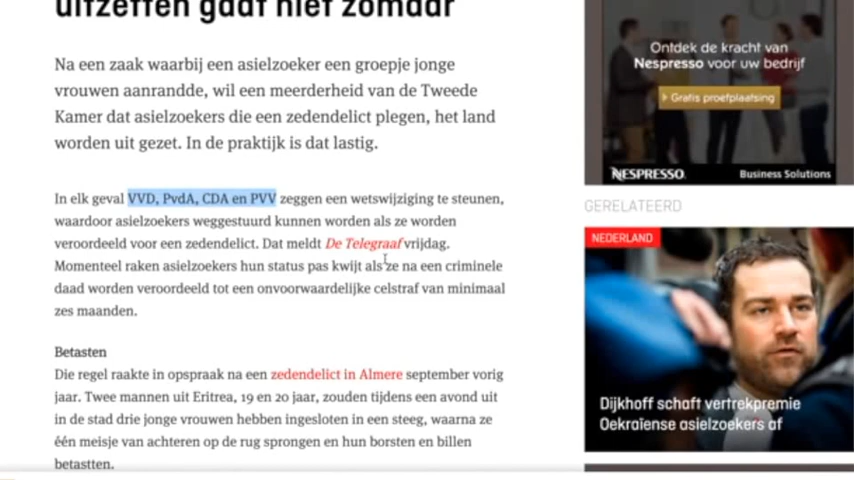 uitzetten gaat niet zomaar
Na een zaak waarbij een asielzoeker een groepje jonge
vrouwen aanrandde, wil een meerderheid van de Tweede
Kamer dat asielzoekers die een zedendelict plegen, het land
worden uit gezet. In de praktijk is dat lastig.
In elk geval VVD, PvdA, CDA en PVV zeggen een wetswijziging te steunen,
waardoor asielzoekers weggestuurd kunnen worden als ze worden
veroordeeld voor een zedendelict. Dat meldt De Telegraaf vrijdag.
Momenteel raken asielzoekers hun status pas kwijt als ze na een criminele
daad worden veroordeeld tot een onvoorwaardelijke celstraf van minimaal
zes maanden.
Betasten
Die regel raakte in opspraak na een zedendelict in Almere september vorig
jaar. Twee mannen uit Eritrea, 19 en 20 jaar, zouden tijdens een avond uit
in de stad drie jonge vrouwen hebben ingesloten in een steeg, waarna ze
één meisje van achteren op de rug sprongen en hun borsten en billen
betastten.
Ontdek de kracht van
Nespresso voor uw bedrijf
Gratis proefplaatsing
NESPRESSO. Business Solutions
GERELATEERD
NEDERLAND
Dijkhoff schaft vertrekpremie
Oekraïense asielzoekers af